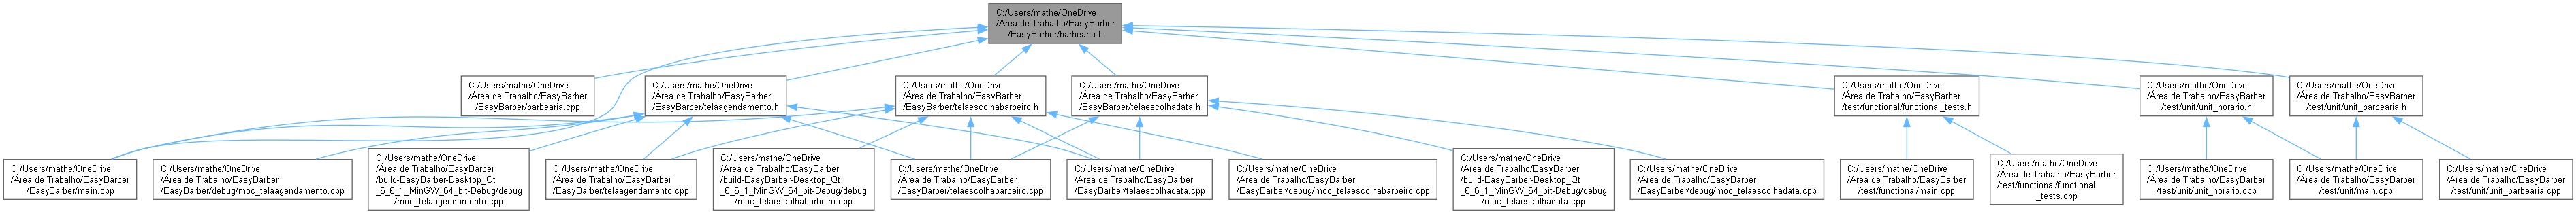 C:/Users/mathe/OneDrive
/Área de Trabalho/EasyBarber
/EasyBarber/barbearia.h
C:/Users/mathe/OneDrive
/Área de Trabalho/EasyBarber
/EasyBarber/barbearia.cpp
C:/Users/mathe/OneDrive
/Área de Trabalho/EasyBarber
/EasyBarber/telaagendamento.h
C:/Users/mathe/OneDrive
/Área de Trabalho/EasyBarber
/EasyBarber/telaescolhabarbeiro.h
C:/Users/mathe/OneDrive
/Área de Trabalho/EasyBarber
/EasyBarber/telaescolhadata.h
C:/Users/mathe/OneDrive
/Área de Trabalho/EasyBarber
/test/functional/functional_tests.h
C:/Users/mathe/OneDrive
/Área de Trabalho/EasyBarber
/test/unit/unit_horario.h
C:/Users/mathe/OneDrive
/Área de Trabalho/EasyBarber
/test/unit/unit_barbearia.h
C:/Users/mathe/OneDrive
/Área de Trabalho/EasyBarber
/EasyBarber/main.cpp
C:/Users/mathe/OneDrive
/Área de Trabalho/EasyBarber
/EasyBarber/debug/moc_telaagendamento.cpp
C:/Users/mathe/OneDrive
/Área de Trabalho/EasyBarber
/build-EasyBarber-Desktop_Qt
_6_6_1_MinGW_64_bit-Debug/debug
/moc_telaagendamento.cpp
C:/Users/mathe/OneDrive
/Área de Trabalho/EasyBarber
/EasyBarber/telaagendamento.cpp
C:/Users/mathe/OneDrive
/Área de Trabalho/EasyBarber
/build-EasyBarber-Desktop_Qt
_6_6_1_MinGW_64_bit-Debug/debug
/moc_telaescolhabarbeiro.cpp
C:/Users/mathe/OneDrive
/Área de Trabalho/EasyBarber
/EasyBarber/telaescolhabarbeiro.cpp
C:/Users/mathe/OneDrive
/Área de Trabalho/EasyBarber
/EasyBarber/telaescolhadata.cpp
C:/Users/mathe/OneDrive
/Área de Trabalho/EasyBarber
/EasyBarber/debug/moc_telaescolhabarbeiro.cpp
C:/Users/mathe/OneDrive
/Área de Trabalho/EasyBarber
/build-EasyBarber-Desktop_Qt
_6_6_1_MinGW_64_bit-Debug/debug
/moc_telaescolhadata.cpp
C:/Users/mathe/OneDrive
/Área de Trabalho/EasyBarber
/EasyBarber/debug/moc_telaescolhadata.cpp
C:/Users/mathe/OneDrive
/Área de Trabalho/EasyBarber
/test/functional/main.cpp
C:/Users/mathe/OneDrive
/Área de Trabalho/EasyBarber
/test/functional/functional
_tests.cpp
C:/Users/mathe/OneDrive
/Área de Trabalho/EasyBarber
/test/unit/unit_horario.cpp
C:/Users/mathe/OneDrive
/Área de Trabalho/EasyBarber
/test/unit/main.cpp
C:/Users/mathe/OneDrive
/Área de Trabalho/EasyBarber
/test/unit/unit_barbearia.cpp